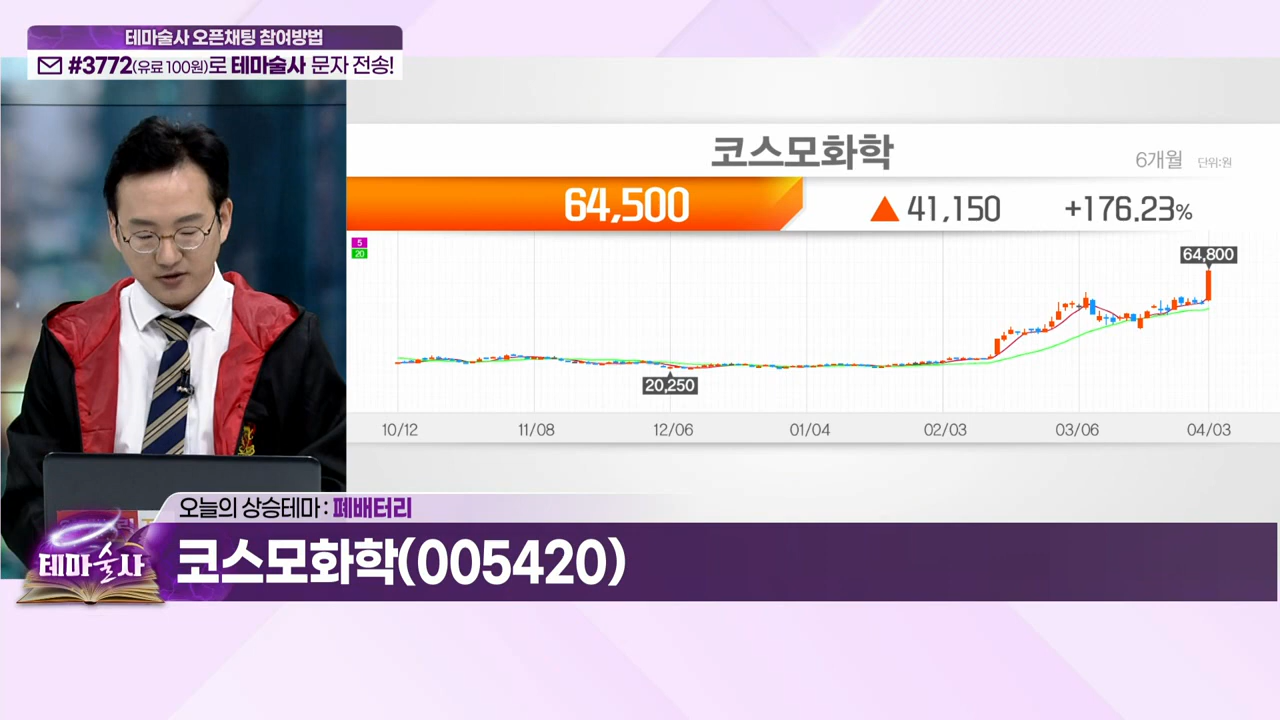 테마술사 오픈채팅 참여방법
#3772(유료 100원)로 테마술사 문자 전송!
코스모화학
6개월 단위:원
64,500 ▲ 41,150 +176.23%
5
20
64,800
20,250
10/12 11/08 12/06 01/04 02/03 03/06 04/03
오늘의 상승테마 : 폐배터리
테마술사
코스모화학(005420)